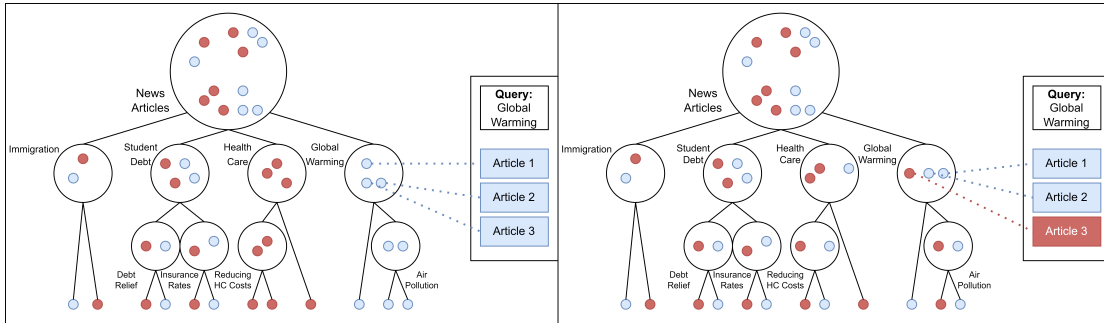 News
Articles
Immigration
Student
Debt
Health
Care
Global
Warming
Debt
Relief
Insurance
Rates
Reducing
HC Costs
Air
Pollution
Query:
Global
Warming
Article 1
Article 2
Article 3
News
Articles
Immigration
Student
Debt
Health
Care
Global
Warming
Debt
Relief
Insurance
Rates
Reducing
HC Costs
Air
Pollution
Query:
Global
Warming
Article 1
Article 2
Article 3